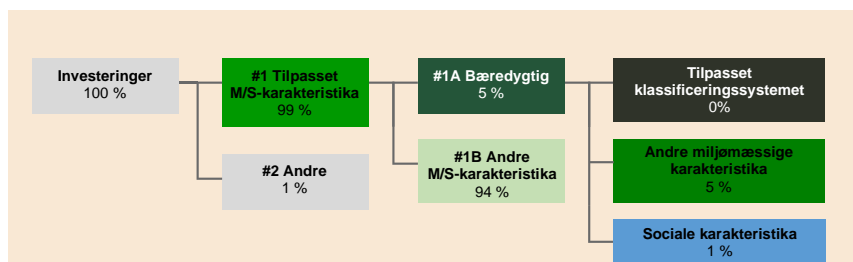 Investeringer
100 %
#1 Tilpasset
M/S-karakteristika
99 %
#2 Andre
1 %
#1A Bæredygtig
5 %
#1B Andre
M/S-karakteristika
94 %
Tilpasset
klassificeringssystemet
0%
Andre miljømæssige
karakteristika
5 %
Sociale karakteristika
1 %